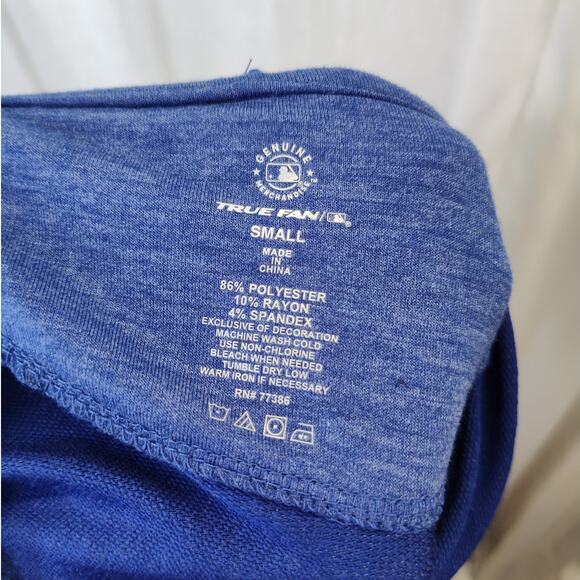 GENUINE
MERCHANDISE™
TRUE FAN/®
SMALL
MADE
IN
CHINA
86% POLYESTER
10% RAYON
4% SPANDEX
EXCLUSIVE OF DECORATION
MACHINE WASH COLD
USE NON-CHLORINE
BLEACH WHEN NEEDED
TUMBLE DRY LOW
WARM IRON IF NECESSARY
RN# 77386